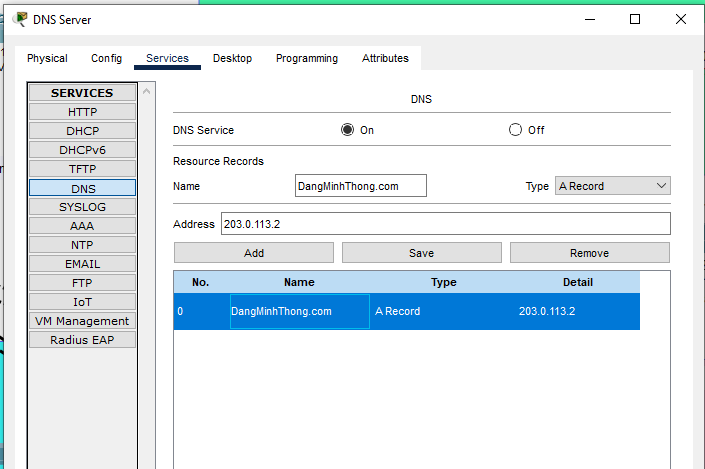 DNS Server
Physical Config Services Desktop Programming Attributes
SERVICES
HTTP
DHCP
DHCPv6
TFTP
DNS
SYSLOG
AAA
NTP
EMAIL
FTP
IoT
VM Management
Radius EAP
DNS
DNS Service On Off
Resource Records
Name DangMinhThong.com Type A Record
Address 203.0.113.2
Add Save Remove
No. Name Type Detail
0 DangMinhThong.com A Record 203.0.113.2